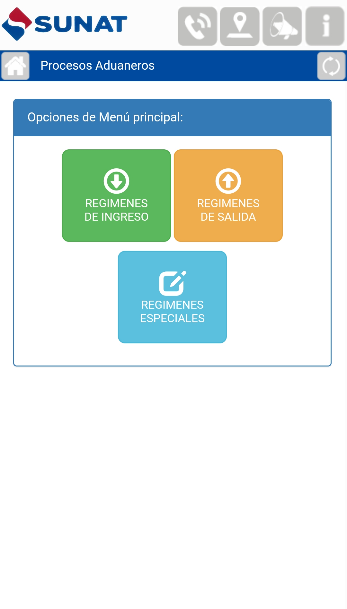 SUNAT
Procesos Aduaneros
Opciones de Menú principal:
REGIMENES
DE INGRESO
REGIMENES
DE SALIDA
REGIMENES
ESPECIALES